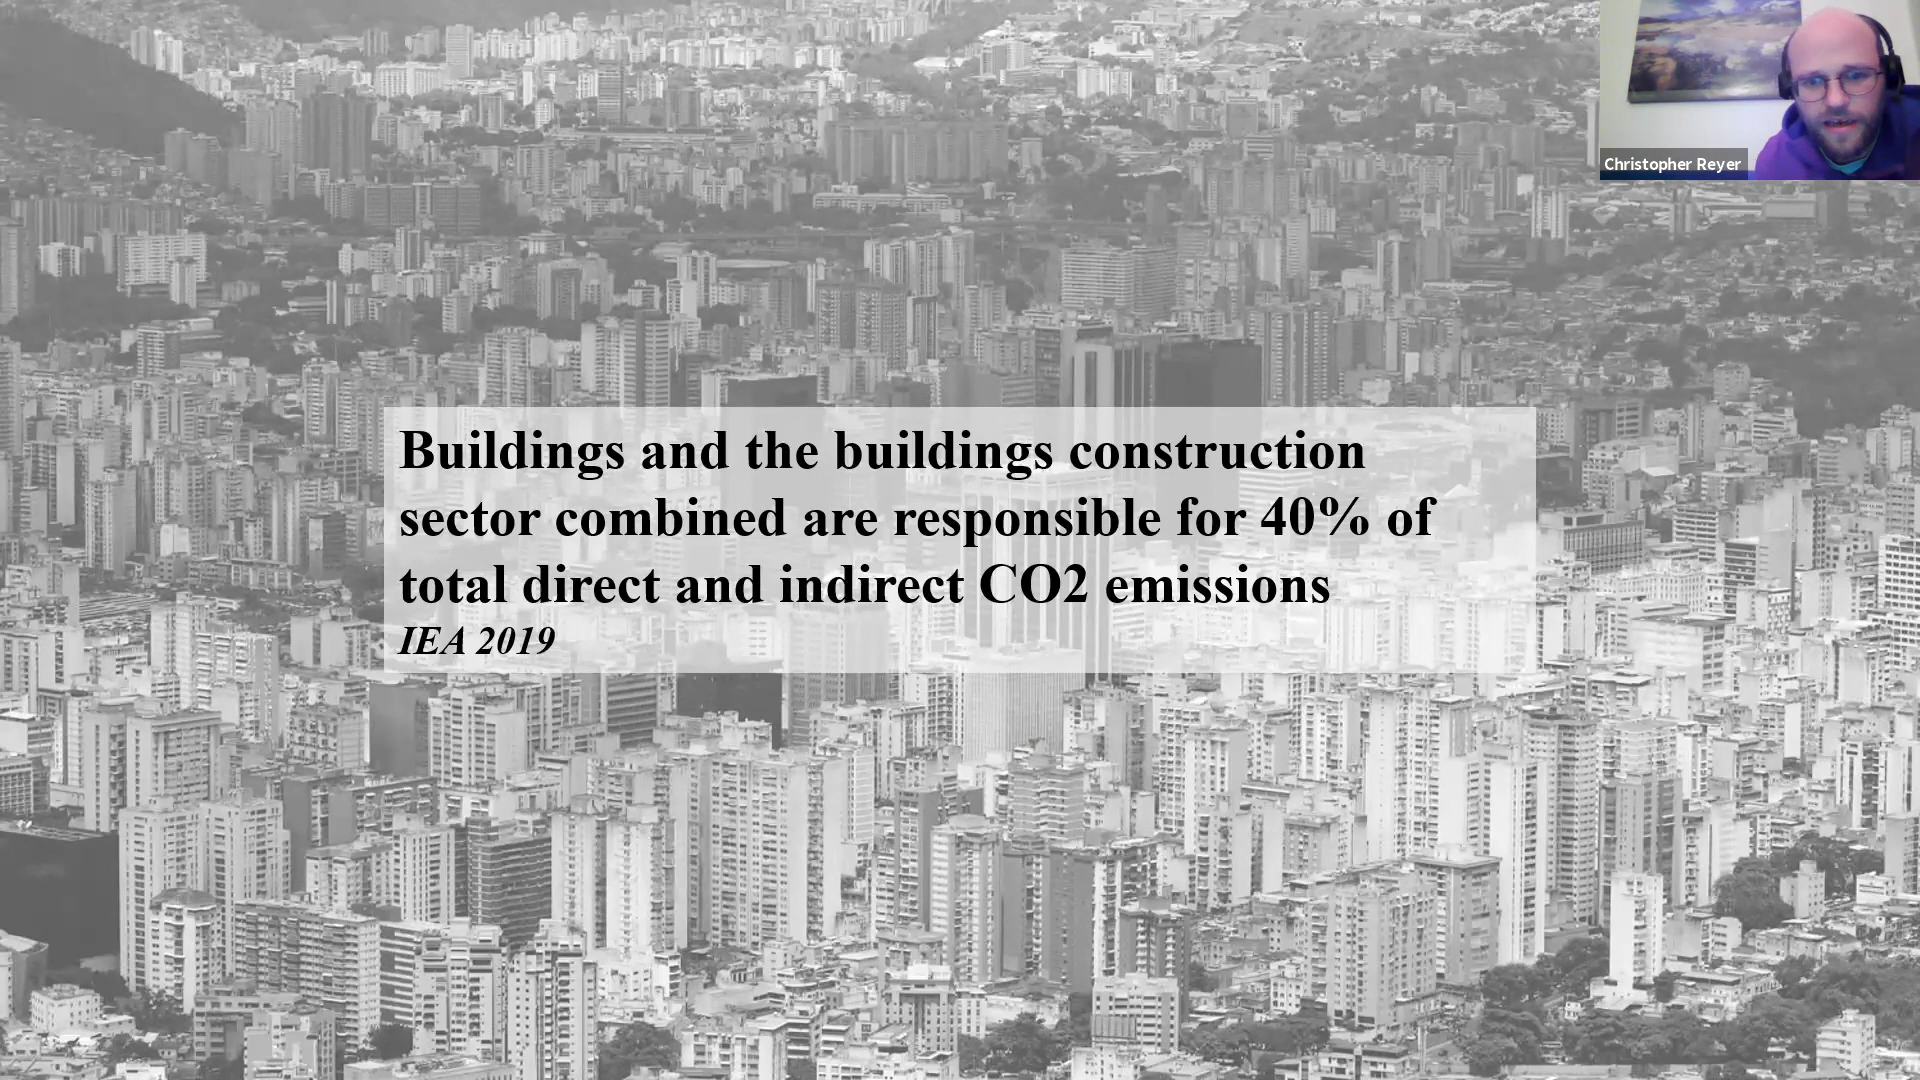 Christopher Reyer
Buildings and the buildings construction
sector combined are responsible for 40% of
total direct and indirect CO2 emissions
IEA 2019